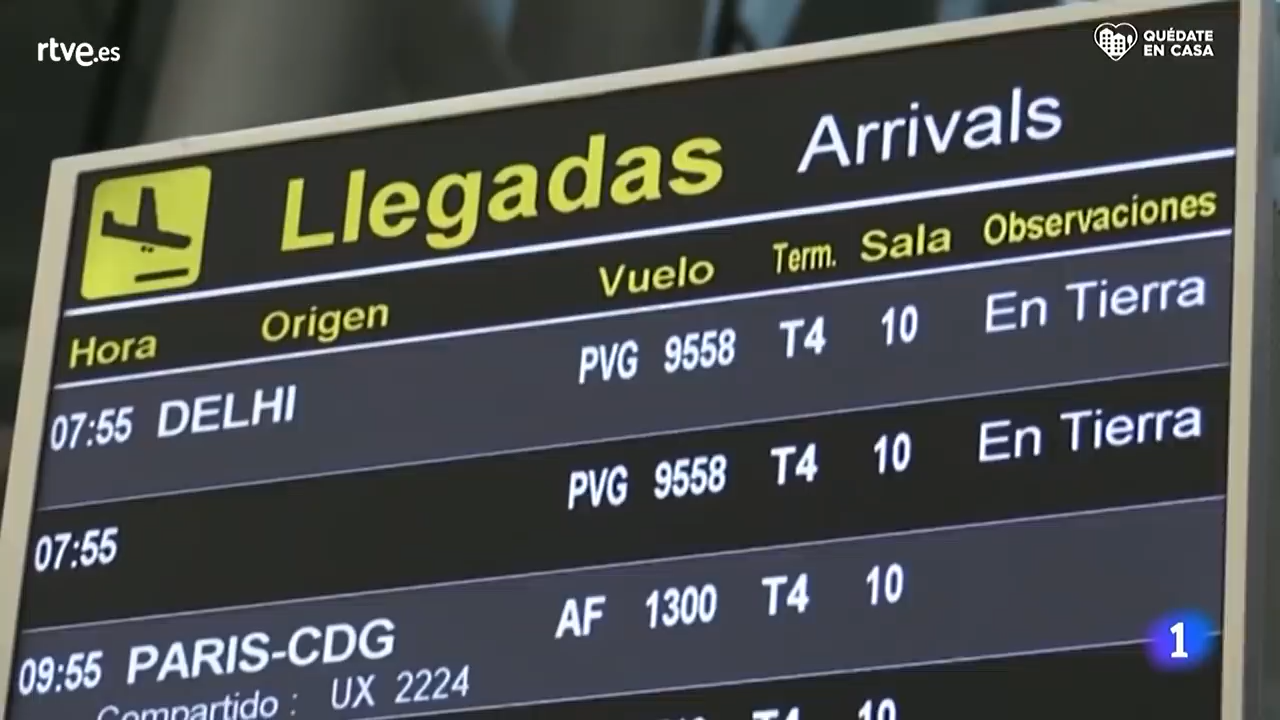 rtve.es
QUÉDATE
EN CASA
Llegadas Arrivals
Hora Origen Vuelo Term. Sala Observaciones
07:55 DELHI PVG 9558 T4 10 En Tierra
07:55 PVG 9558 T4 10 En Tierra
09:55 PARIS-CDG AF 1300 T4 10
Compartido : UX 2224
T4 10
1